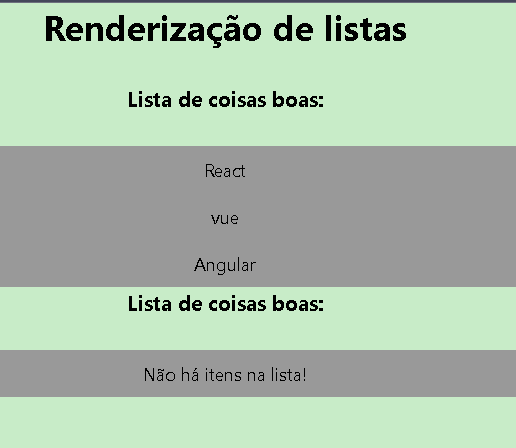 Renderização de listas
Lista de coisas boas:
React
vue
Angular
Lista de coisas boas:
Não há itens na lista!